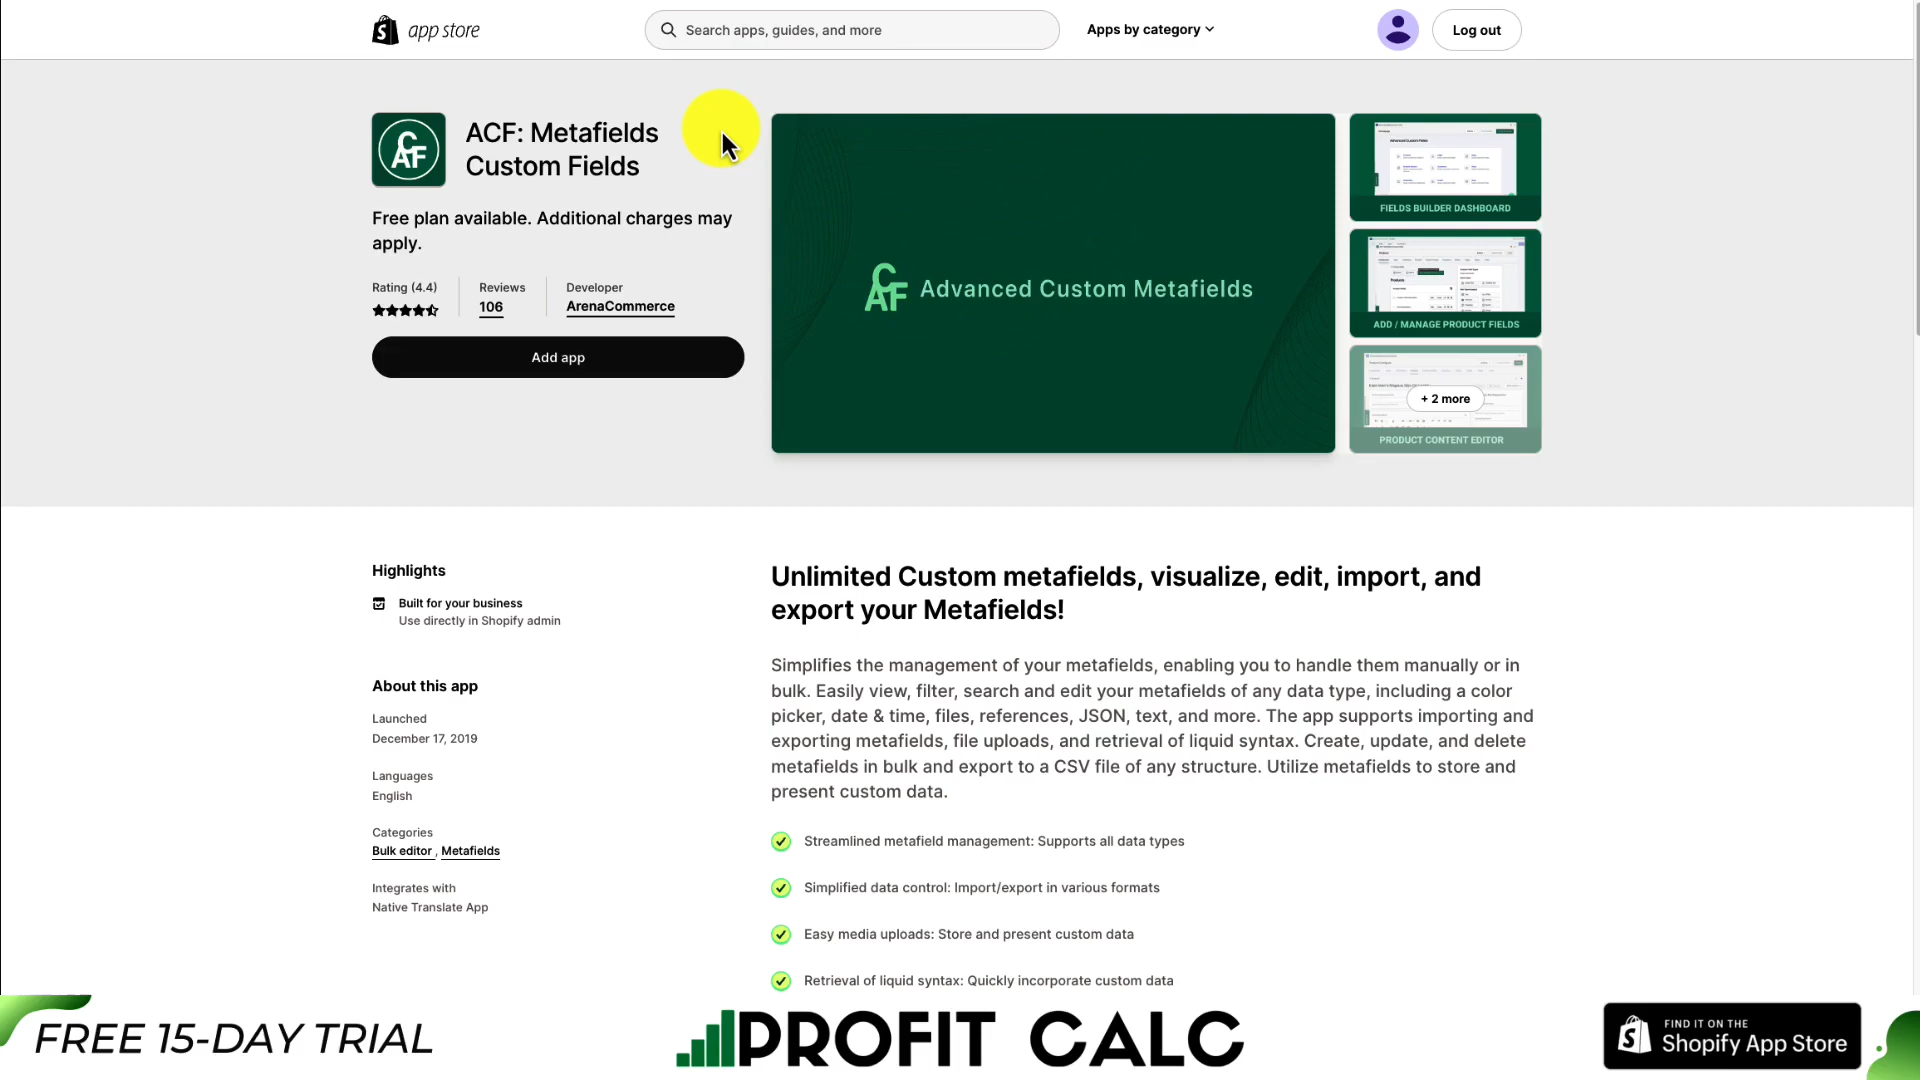 app store
Search apps, guides, and more
Apps by category
Log out
ACF: Metafields
Custom Fields
Free plan available. Additional charges may
apply.
Rating (4.4)
Reviews
106
Developer
ArenaCommerce
Add app
CAF Advanced Custom Metafields
FIELDS BUILDER DASHBOARD
ADD / MANAGE PRODUCT FIELDS
+ 2 more
PRODUCT CONTENT EDITOR
Highlights
Built for your business
Use directly in Shopify admin
About this app
Launched
December 17, 2019
Languages
English
Categories
Bulk editor , Metafields
Integrates with
Native Translate App
Unlimited Custom metafields, visualize, edit, import, and
export your Metafields!
Simplifies the management of your metafields, enabling you to handle them manually or in
bulk. Easily view, filter, search and edit your metafields of any data type, including a color
picker, date & time, files, references, JSON, text, and more. The app supports importing and
exporting metafields, file uploads, and retrieval of liquid syntax. Create, update, and delete
metafields in bulk and export to a CSV file of any structure. Utilize metafields to store and
present custom data.
Streamlined metafield management: Supports all data types
Simplified data control: Import/export in various formats
Easy media uploads: Store and present custom data
Retrieval of liquid syntax: Quickly incorporate custom data
FREE 15-DAY TRIAL
PROFIT CALC
FIND IT ON THE
Shopify App Store